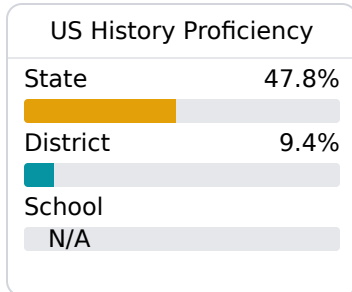 US History Proficiency
State 47.8%
District 9.4%
School
N/A